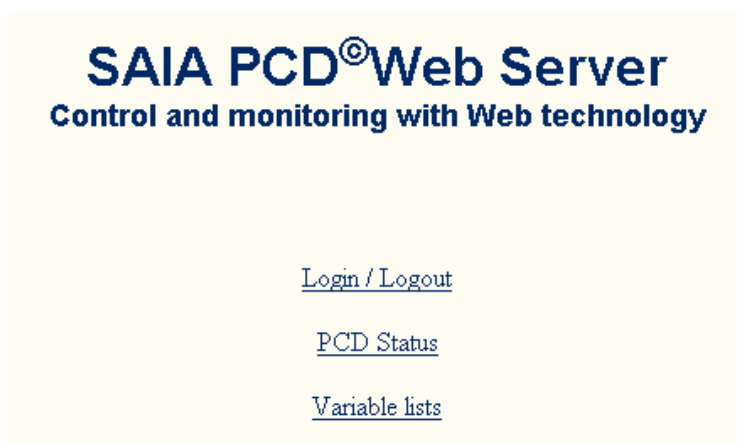 SAIA PCD©Web Server
Control and monitoring with Web technology
Login / Logout
PCD Status
Variable lists